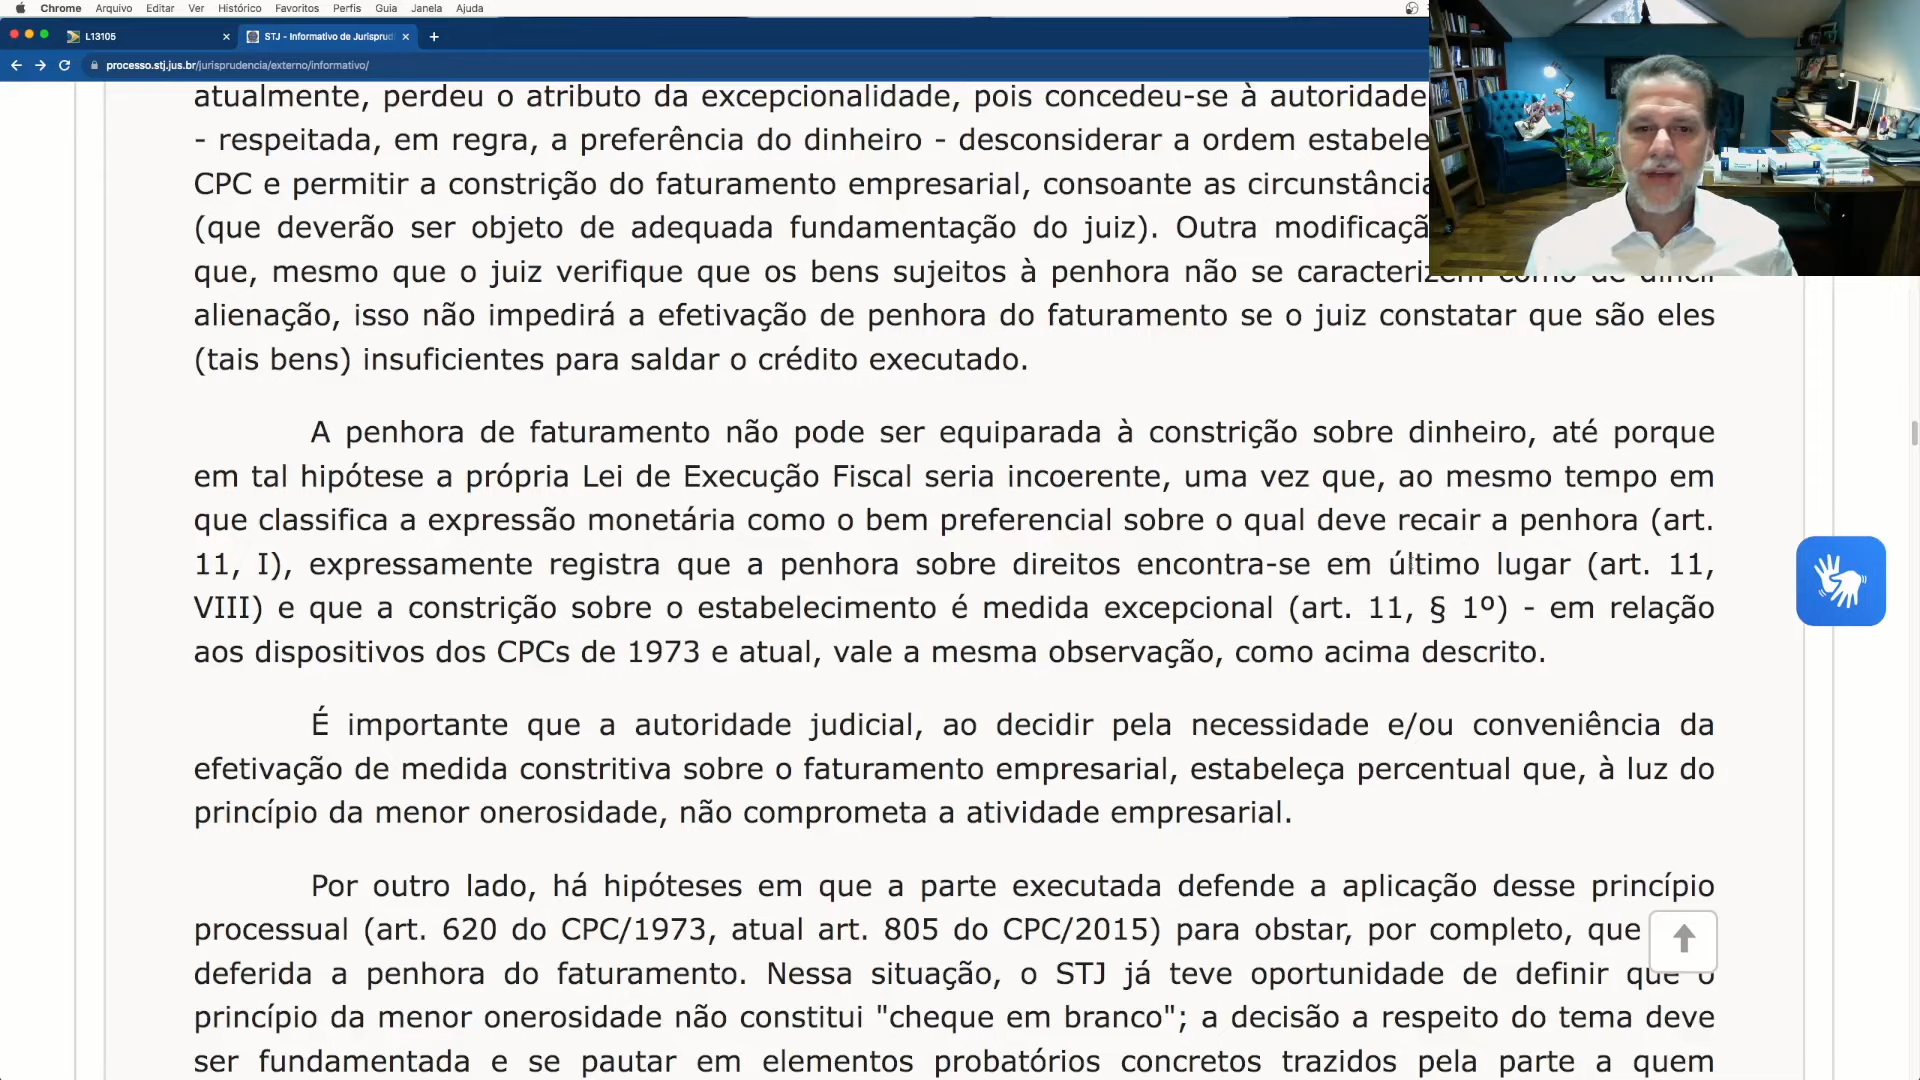 Chrome Arquivo Editar Ver Histórico Favoritos Perfis Guia Janela Ajuda
L13105
STJ - Informativo de Jurisprud
processo.stj.jus.br/jurisprudencia/externo/informativo/
atualmente, perdeu o atributo da excepcionalidade, pois concedeu-se à autoridade
- respeitada, em regra, a preferência do dinheiro - desconsiderar a ordem estabele
CPC e permitir a constrição do faturamento empresarial, consoante as circunstância
(que deverão ser objeto de adequada fundamentação do juiz). Outra modificaçã
que, mesmo que o juiz verifique que os bens sujeitos à penhora não se caracterizem como de difícil
alienação, isso não impedirá a efetivação de penhora do faturamento se o juiz constatar que são eles
(tais bens) insuficientes para saldar o crédito executado.
A penhora de faturamento não pode ser equiparada à constrição sobre dinheiro, até porque
em tal hipótese a própria Lei de Execução Fiscal seria incoerente, uma vez que, ao mesmo tempo em
que classifica a expressão monetária como o bem preferencial sobre o qual deve recair a penhora (art.
11, I), expressamente registra que a penhora sobre direitos encontra-se em último lugar (art. 11,
VIII) e que a constrição sobre o estabelecimento é medida excepcional (art. 11, § 1º) - em relação
aos dispositivos dos CPCs de 1973 e atual, vale a mesma observação, como acima descrito.
É importante que a autoridade judicial, ao decidir pela necessidade e/ou conveniência da
efetivação de medida constritiva sobre o faturamento empresarial, estabeleça percentual que, à luz do
princípio da menor onerosidade, não comprometa a atividade empresarial.
Por outro lado, há hipóteses em que a parte executada defende a aplicação desse princípio
processual (art. 620 do CPC/1973, atual art. 805 do CPC/2015) para obstar, por completo, que
deferida a penhora do faturamento. Nessa situação, o STJ já teve oportunidade de definir que o
princípio da menor onerosidade não constitui "cheque em branco"; a decisão a respeito do tema deve
ser fundamentada e se pautar em elementos probatórios concretos trazidos pela parte a quem